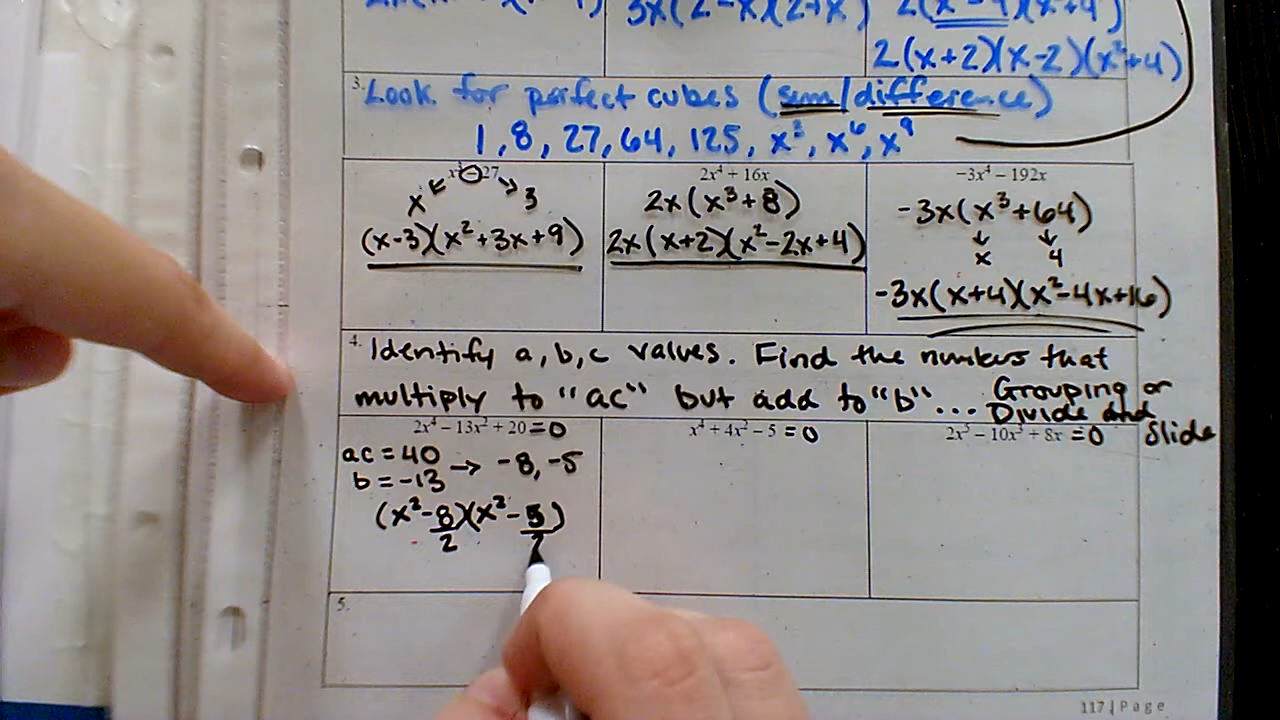 3x(2-x)(2+x)
2(x-4)(x²+4)
2(x+2)(x-2)(x²+4)
3. Look for perfect cubes (sum/difference)
1, 8, 27, 64, 125, x³, x⁶, x⁹
x³ - 27
x 3
(x-3)(x²+3x+9)
2x⁴ + 16x
2x(x³+8)
2x(x+2)(x²-2x+4)
-3x⁴ - 192x
-3x(x³+64)
x 4
-3x(x+4)(x²-4x+16)
4. Identify a, b, c values. Find the numbers that
multiply to "ac" but add to "b"... Grouping or
Divide and
Slide
2x⁴ - 13x² + 20 = 0
ac = 40
b = -13 → -8, -5
(x² - 8/2)(x² - 5/2)
x⁴ + 4x² - 5 = 0
2x⁵ - 10x³ + 8x = 0
5.
117 | Page